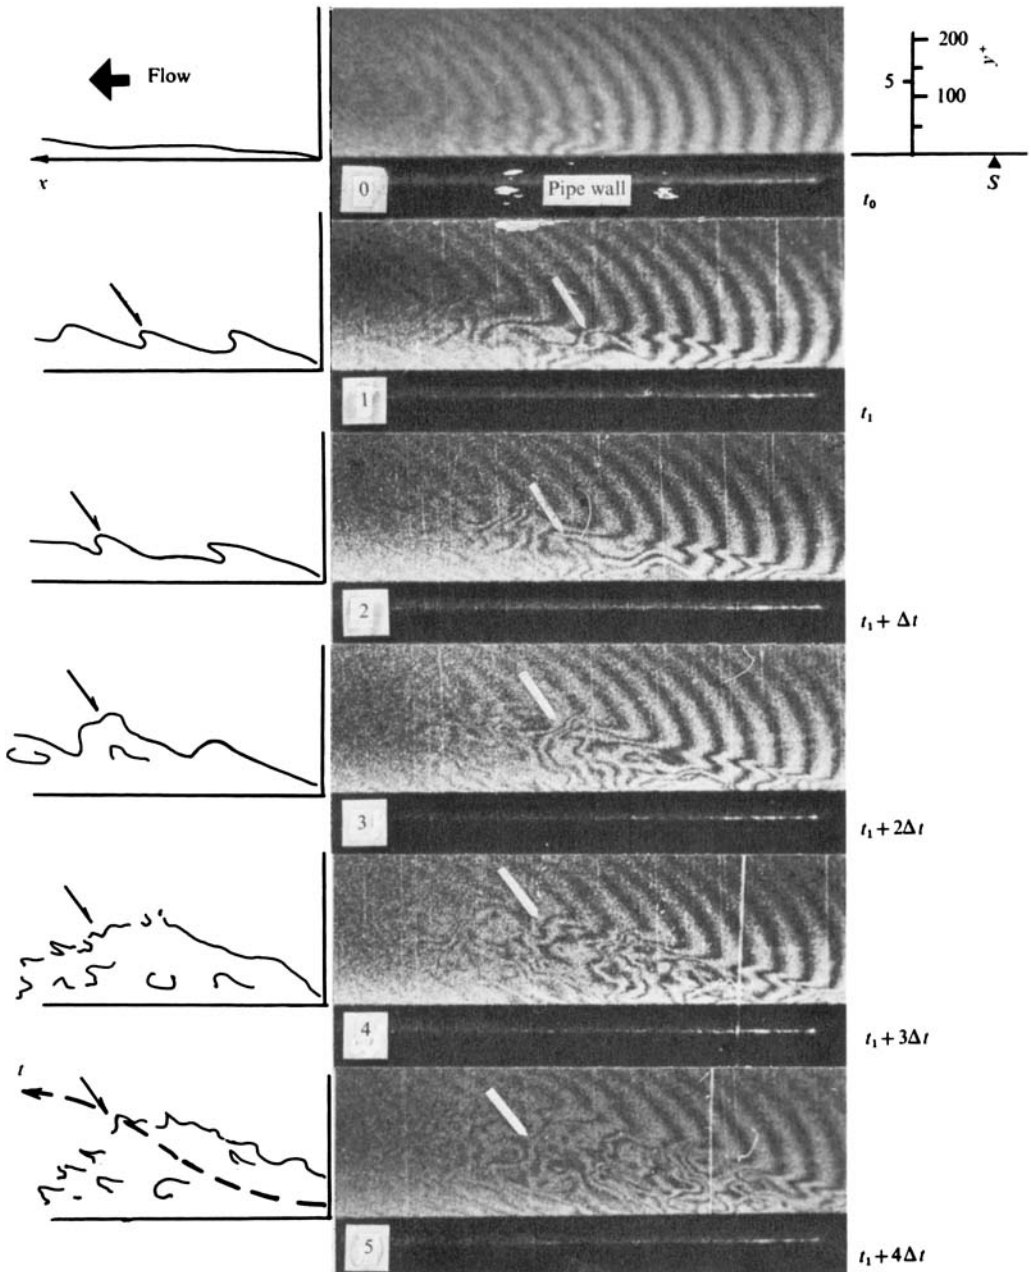 Flow
x
0
Pipe wall
200
y⁺
5
100
S
t₀
1
t₁
2
t₁ + Δt
3
t₁ + 2Δt
4
t₁ + 3Δt
t
5
t₁ + 4Δt